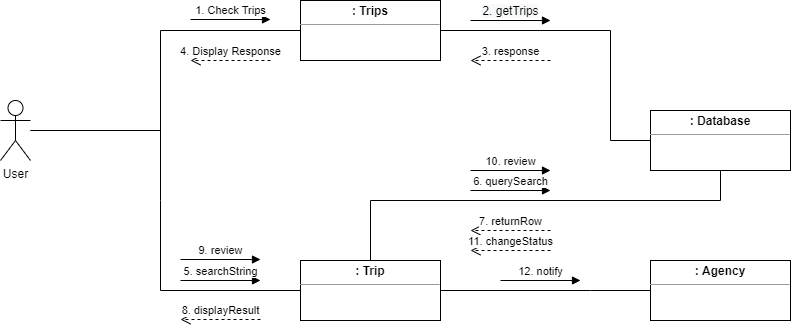 1. Check Trips
: Trips
2. getTrips
4. Display Response
3. response
: Database
User
10. review
6. querySearch
7. returnRow
11. changeStatus
9. review
5. searchString
: Trip
12. notify
: Agency
8. displayResult